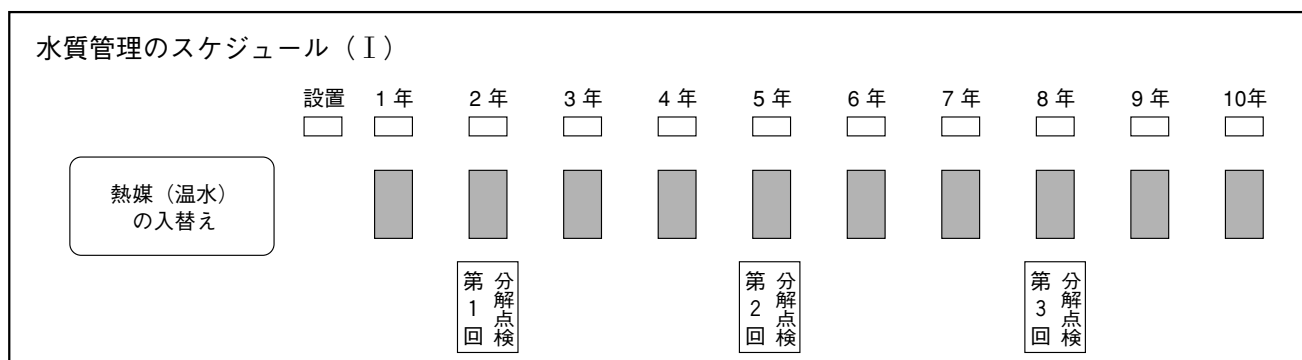 水質管理のスケジュール（Ⅰ）
設置 1年 2年 3年 4年 5年 6年 7年 8年 9年 10年
熱媒（温水）
の入替え
第1回
分解点検
第2回
分解点検
第3回
分解点検